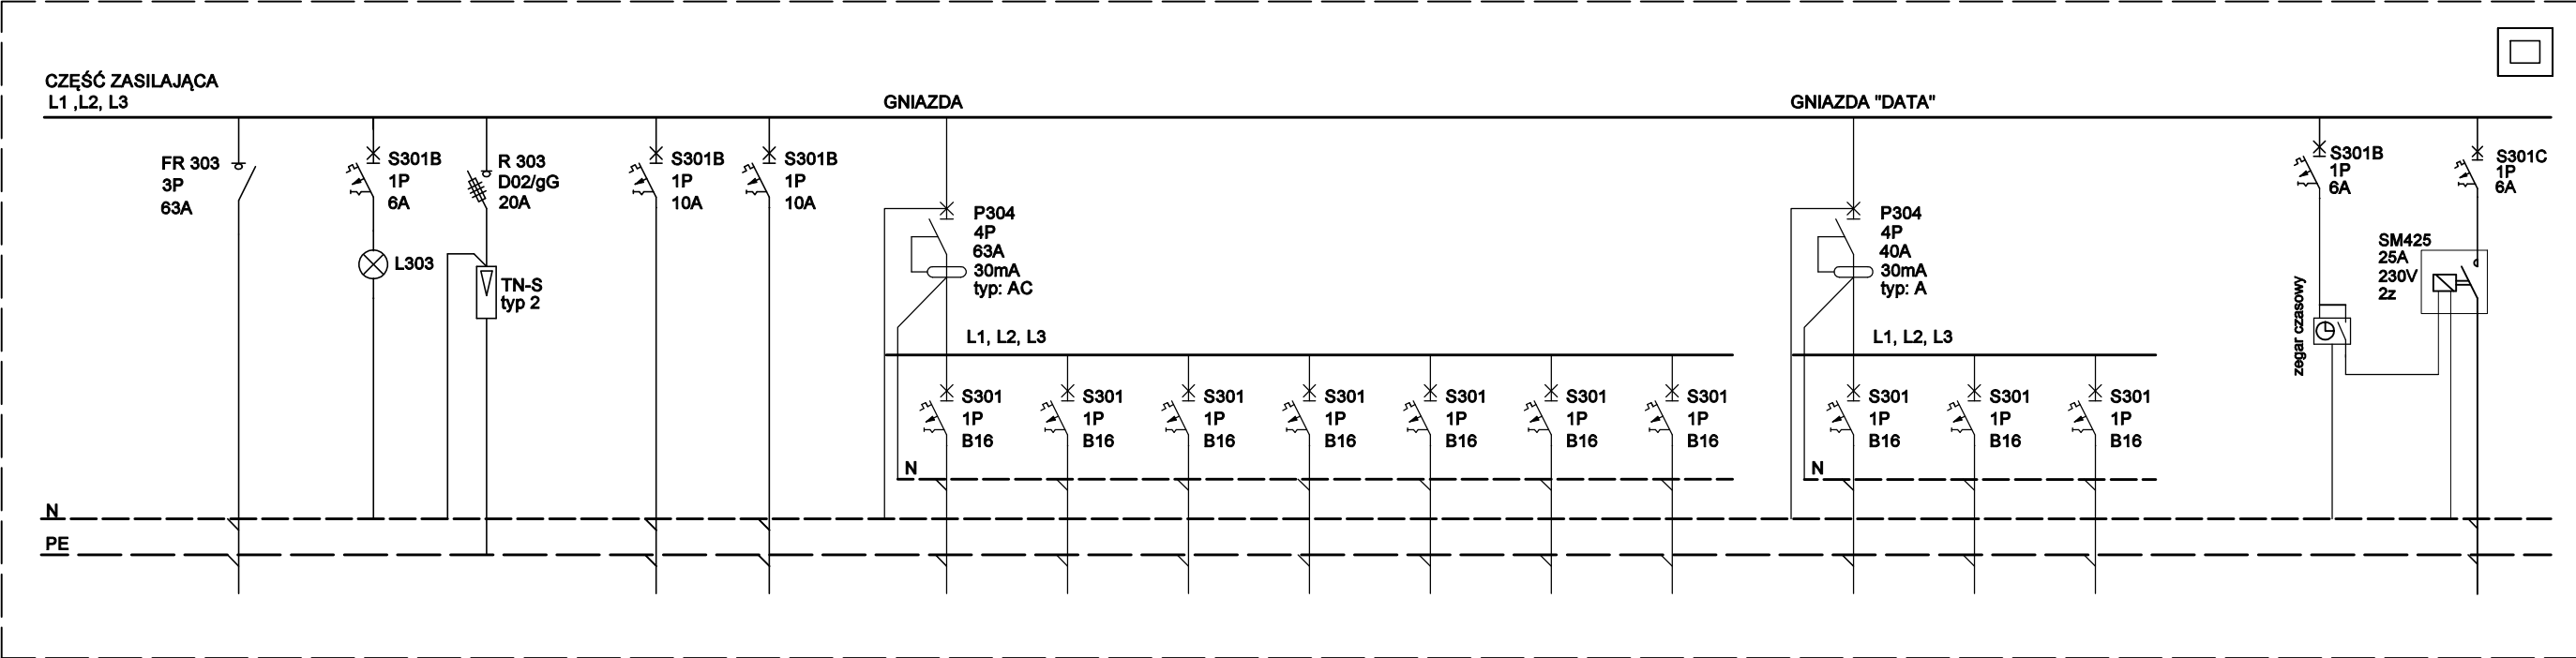 CZĘŚĆ ZASILAJĄCA
L1 ,L2, L3
GNIAZDA
GNIAZDA "DATA"
FR 303
3P
63A
S301B
1P
6A
L303
R 303
D02/gG
20A
TN-S
typ 2
S301B
1P
10A
S301B
1P
10A
P304
4P
63A
30mA
typ: AC
L1, L2, L3
S301
1P
B16
S301
1P
B16
S301
1P
B16
S301
1P
B16
S301
1P
B16
S301
1P
B16
S301
1P
B16
N
P304
4P
40A
30mA
typ: A
L1, L2, L3
S301
1P
B16
S301
1P
B16
S301
1P
B16
N
S301B
1P
6A
zegar czasowy
S301C
1P
6A
SM425
25A
230V
2z
N
PE